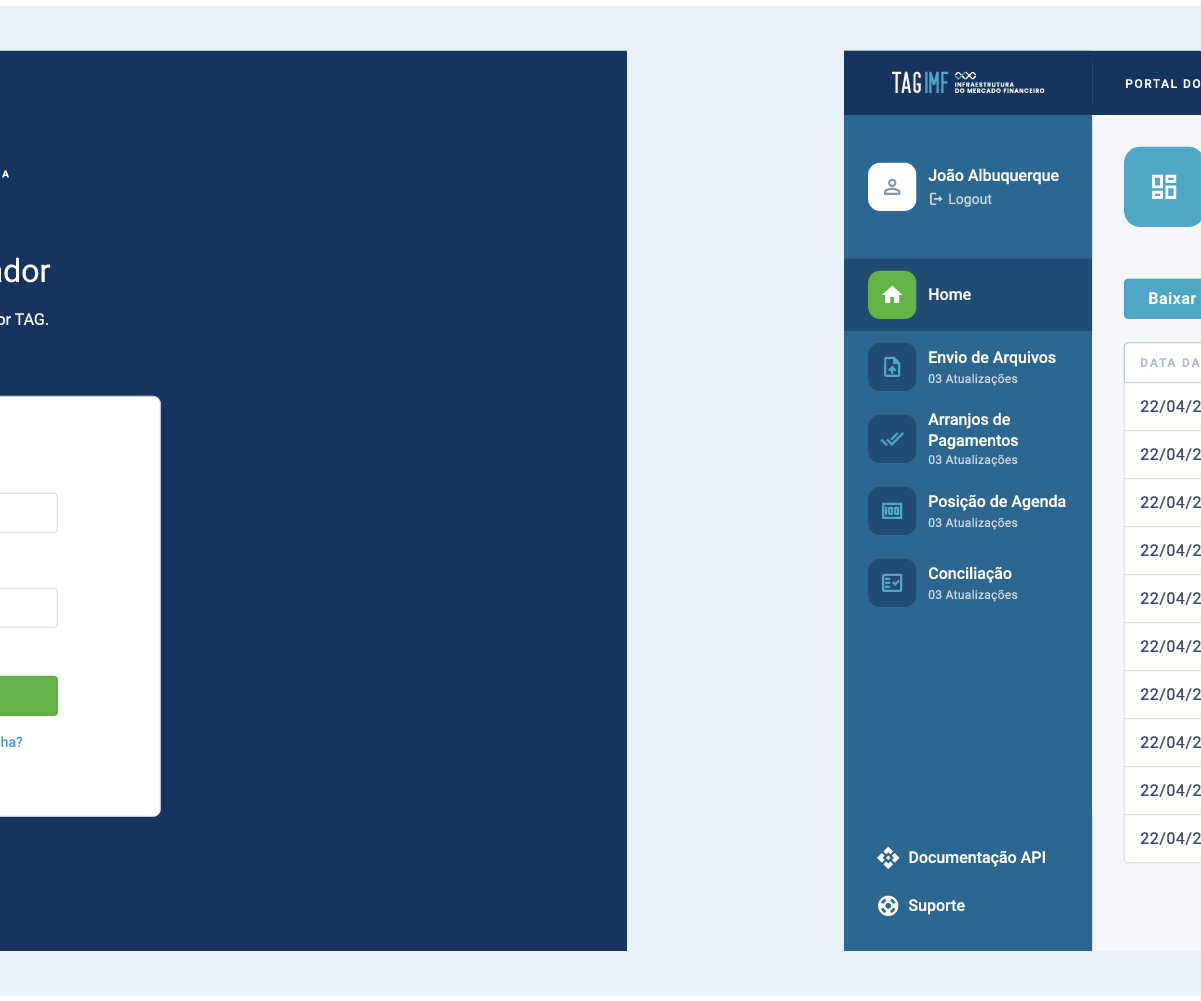 A
ador
or TAG.
ha?
TAG IMF INFRAESTRUTURA
DO MERCADO FINANCEIRO
PORTAL DO
João Albuquerque
Logout
Home
Envio de Arquivos
03 Atualizações
Arranjos de
Pagamentos
03 Atualizações
100
Posição de Agenda
03 Atualizações
Conciliação
03 Atualizações
Documentação API
Suporte
Baixar
DATA DA
22/04/2
22/04/2
22/04/2
22/04/2
22/04/2
22/04/2
22/04/2
22/04/2
22/04/2
22/04/2